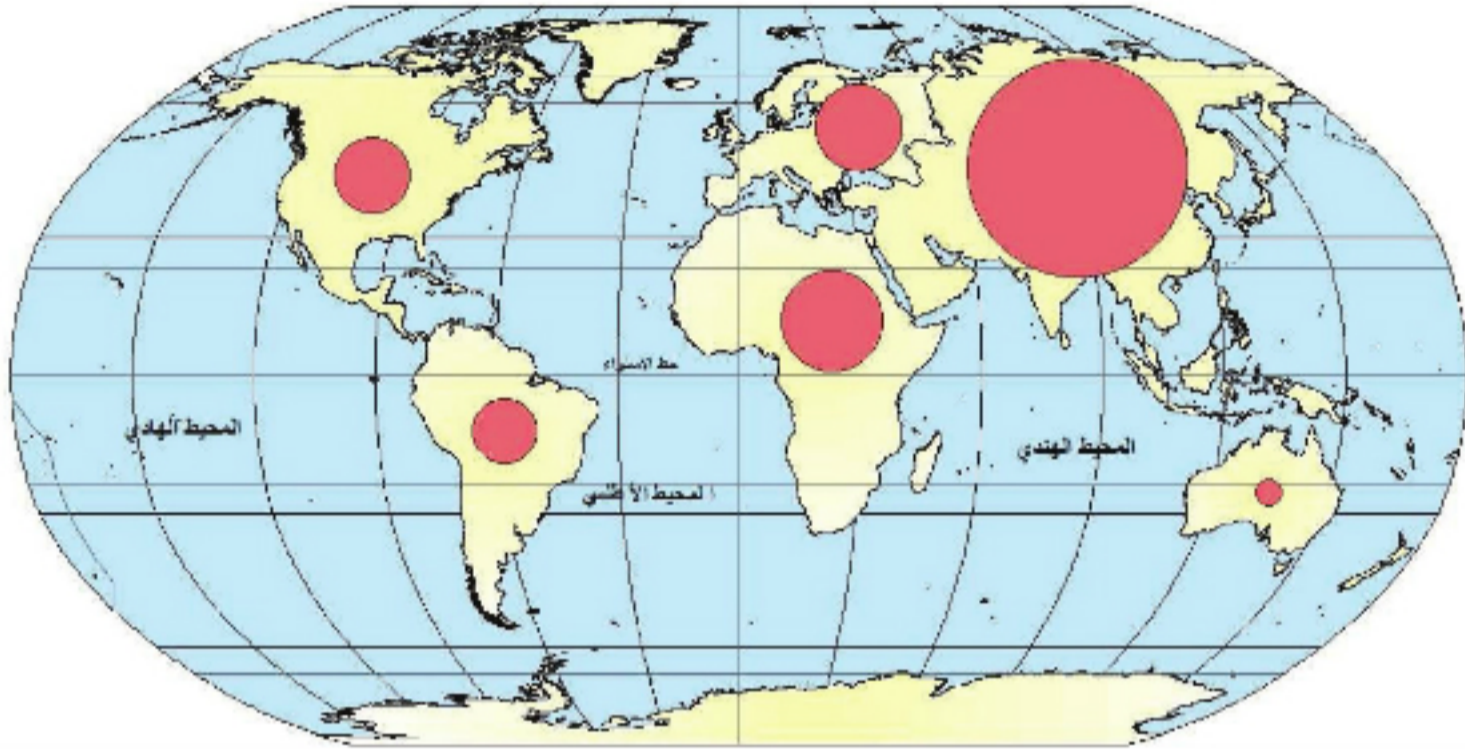 خط الاستواء
المحيط الهادي
المحيط الهندي
المحيط الأطلسي